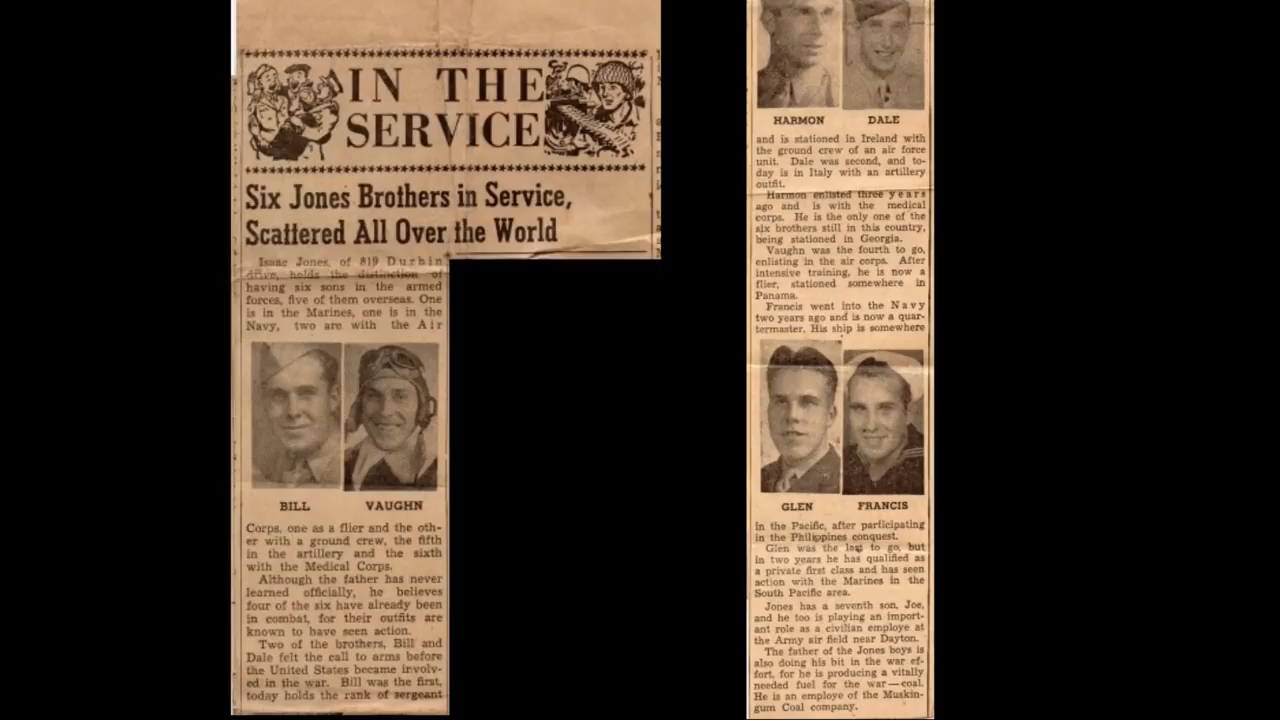 IN THE
SERVICE
Six Jones Brothers in Service,
Scattered All Over the World
Isaac Jones, of 819 Durbin
drive, holds the distinction of
having six sons in the armed
forces, five of them overseas. One
is in the Marines, one is in the
Navy, two are with the Air
BILL VAUGHN
Corps, one as a flier and the oth-
er with a ground crew, the fifth
in the artillery and the sixth
with the Medical Corps.
Although the father has never
learned officially, he believes
four of the six have already been
in combat, for their outfits are
known to have seen action.
Two of the brothers, Bill and
Dale felt the call to arms before
the United States became involv-
ed in the war. Bill was the first,
today holds the rank of sergeant
HARMON DALE
and is stationed in Ireland with
the ground crew of an air force
unit. Dale was second, and to-
day is in Italy with an artillery
outfit.
Harmon enlisted three years
ago and is with the medical
corps. He is the only one of the
six brothers still in this country,
being stationed in Georgia.
Vaughn was the fourth to go,
enlisting in the air corps. After
intensive training, he is now a
flier, stationed somewhere in
Panama.
Francis went into the Navy
two years ago and is now a quar-
termaster. His ship is somewhere
GLEN FRANCIS
in the Pacific, after participating
in the Philippines conquest.
Glen was the last to go, but
in two years he has qualified as
a private first class and has seen
action with the Marines in the
South Pacific area.
Jones has a seventh son, Joe,
and he too is playing an import-
ant role as a civilian employe at
the Army air field near Dayton.
The father of the Jones boys is
also doing his bit in the war ef-
fort, for he is producing a vitally
needed fuel for the war—coal.
He is an employe of the Muskin-
gum Coal company.